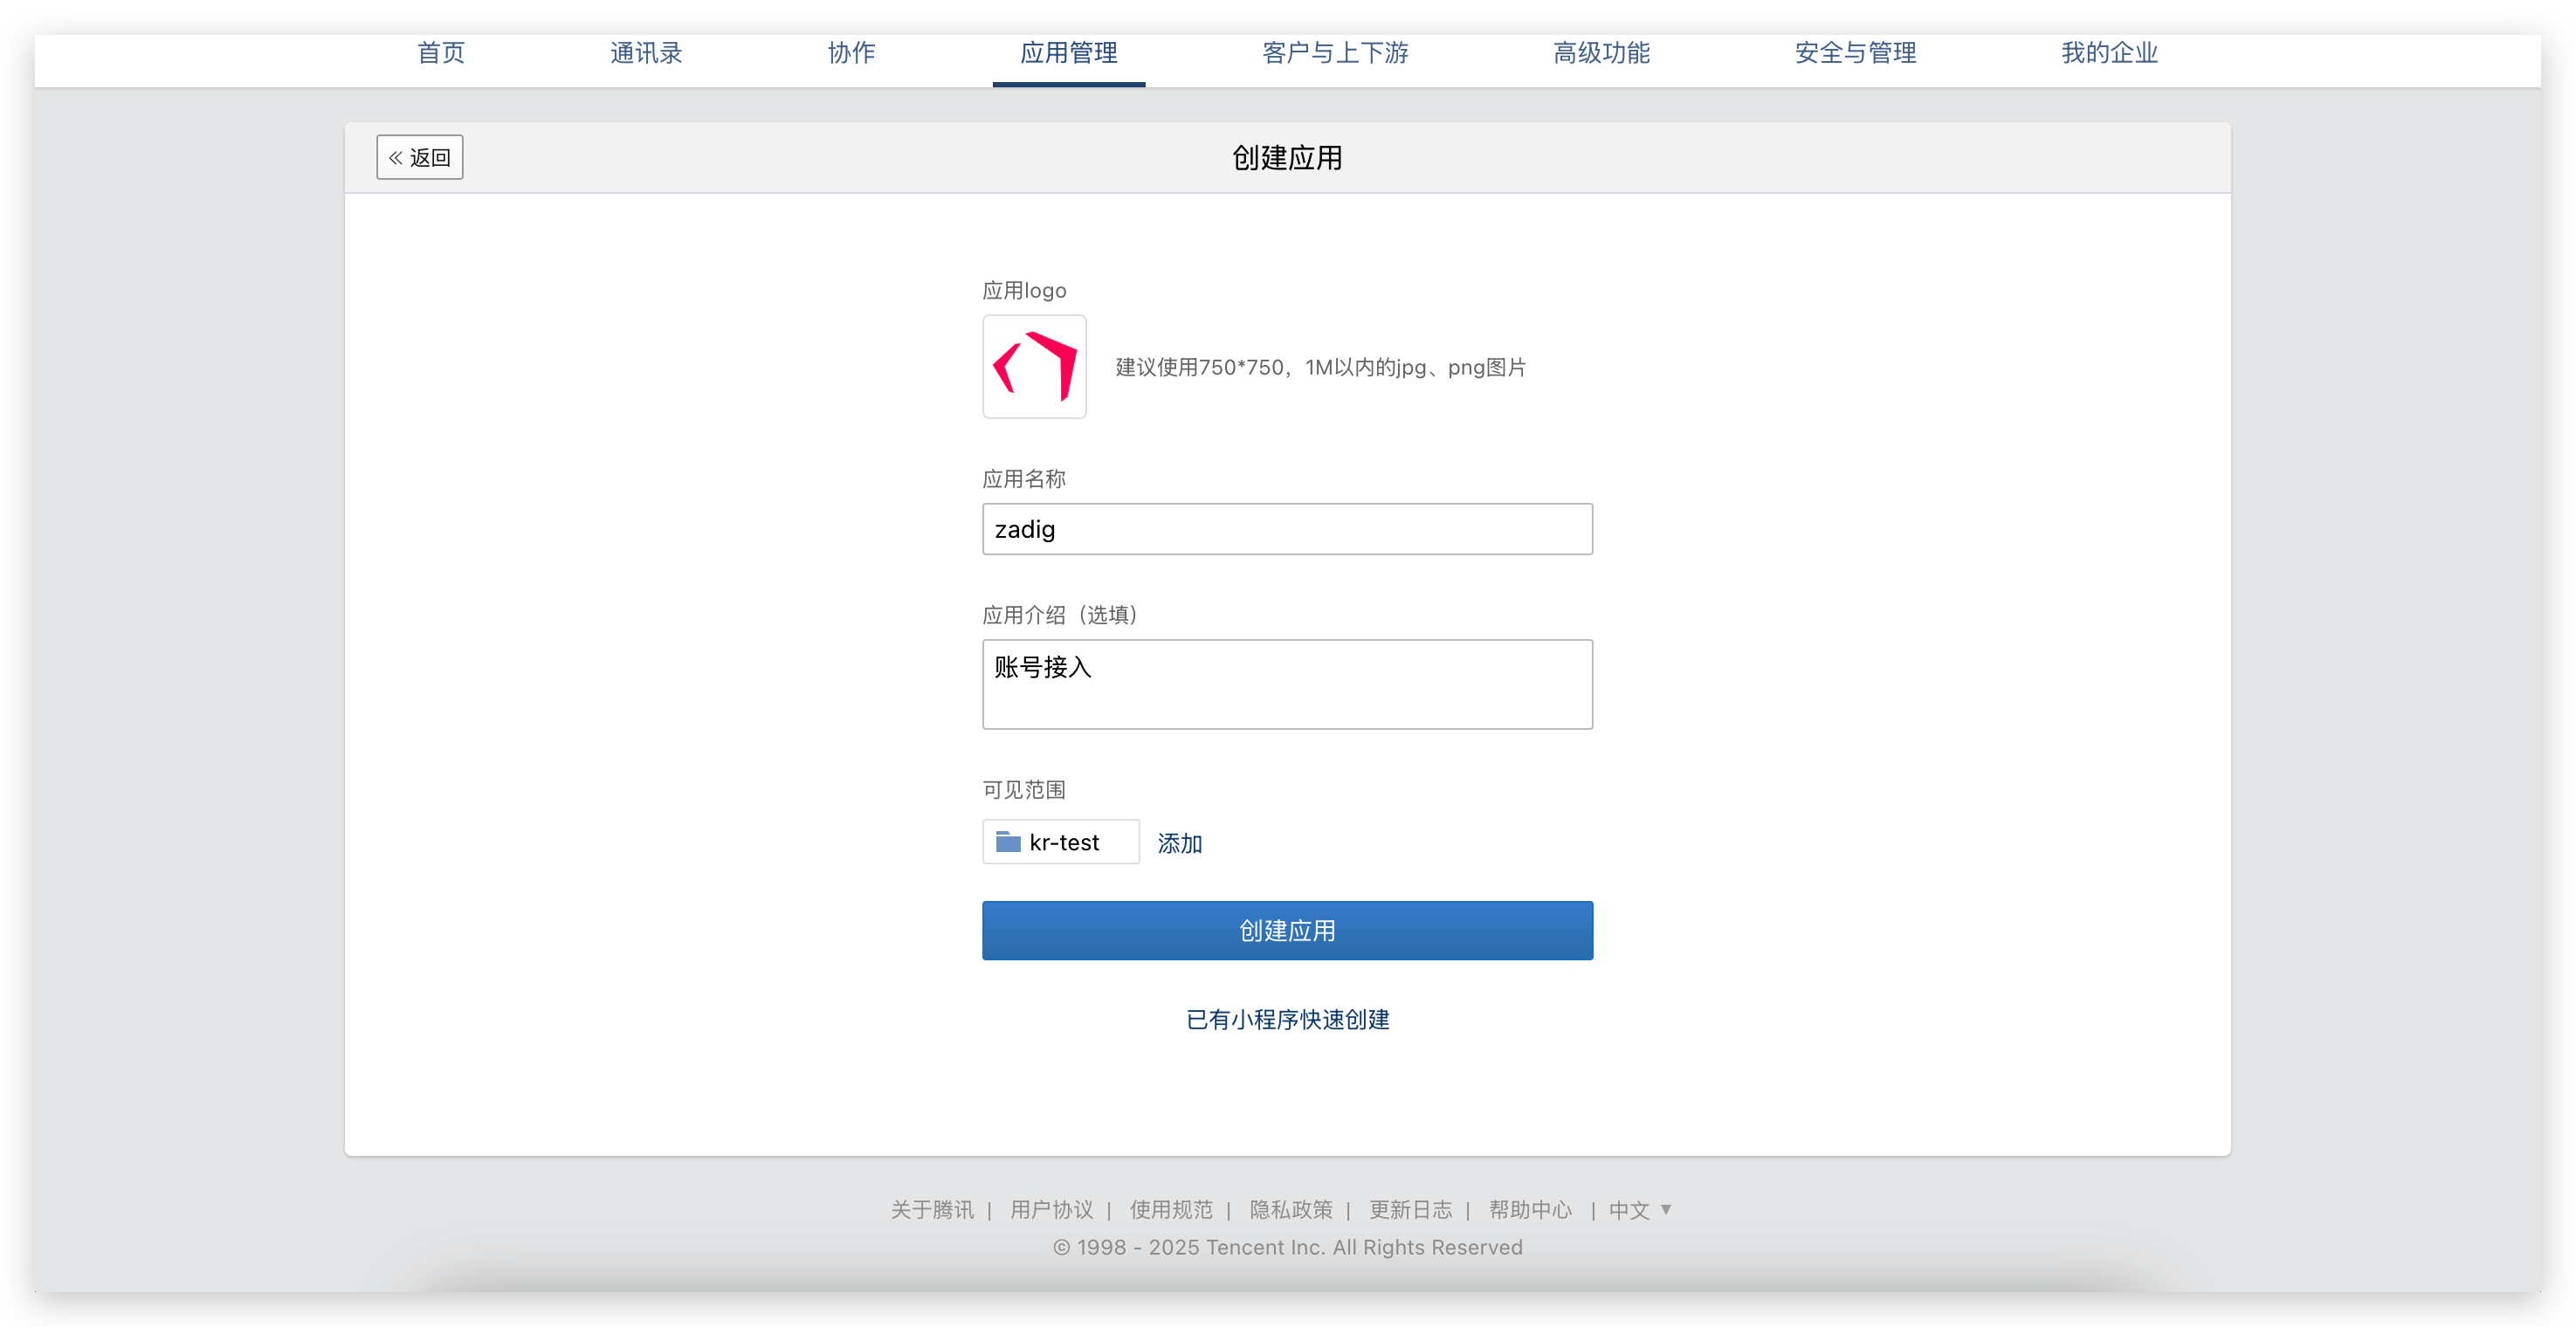 首页 通讯录 协作 应用管理 客户与上下游 高级功能 安全与管理 我的企业
« 返回 创建应用
应用logo
建议使用750*750，1M以内的jpg、png图片
应用名称
zadig
应用介绍（选填）
账号接入
可见范围
kr-test 添加
创建应用
已有小程序快速创建
关于腾讯 | 用户协议 | 使用规范 | 隐私政策 | 更新日志 | 帮助中心 | 中文 ▼
© 1998 - 2025 Tencent Inc. All Rights Reserved